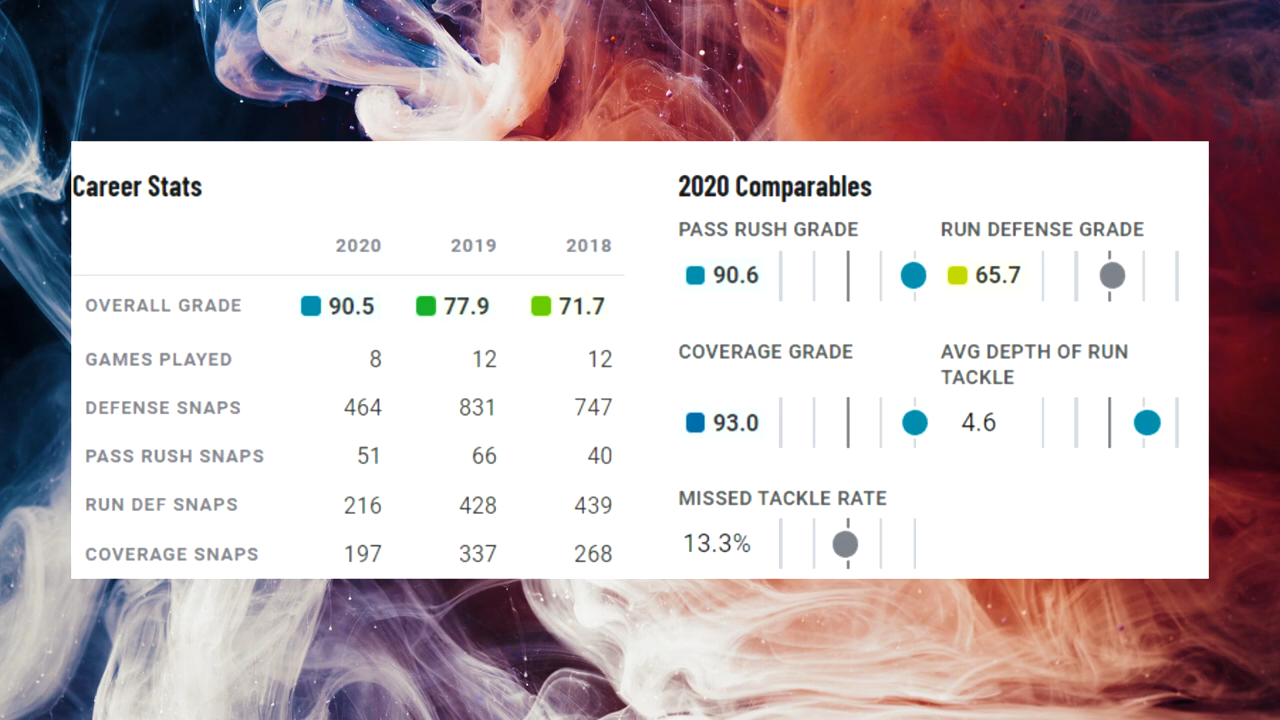 Career Stats
2020 2019 2018
OVERALL GRADE 90.5 77.9 71.7
GAMES PLAYED 8 12 12
DEFENSE SNAPS 464 831 747
PASS RUSH SNAPS 51 66 40
RUN DEF SNAPS 216 428 439
COVERAGE SNAPS 197 337 268
2020 Comparables
PASS RUSH GRADE
90.6
RUN DEFENSE GRADE
65.7
COVERAGE GRADE
93.0
AVG DEPTH OF RUN
TACKLE
4.6
MISSED TACKLE RATE
13.3%